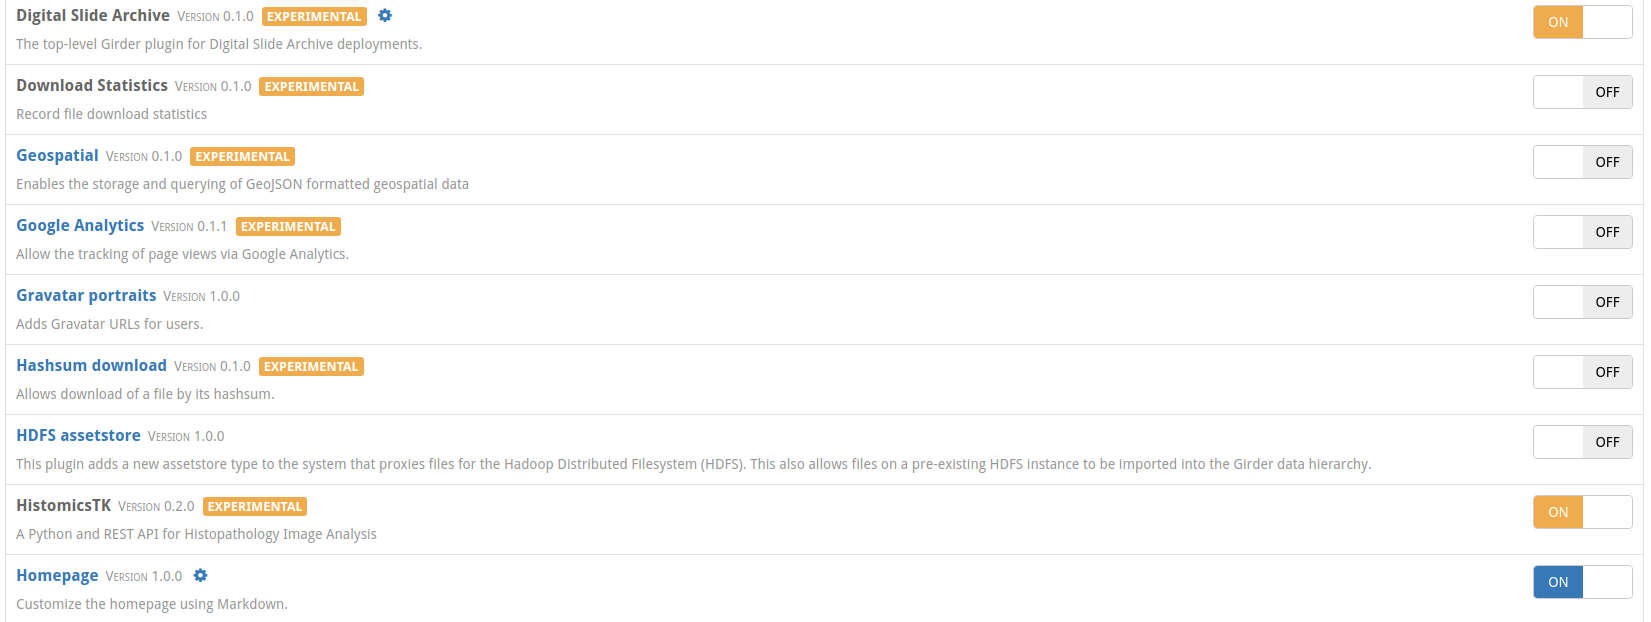 Digital Slide Archive VERSION 0.1.0 EXPERIMENTAL ON
The top-level Girder plugin for Digital Slide Archive deployments.
Download Statistics VERSION 0.1.0 EXPERIMENTAL OFF
Record file download statistics
Geospatial VERSION 0.1.0 EXPERIMENTAL OFF
Enables the storage and querying of GeoJSON formatted geospatial data
Google Analytics VERSION 0.1.1 EXPERIMENTAL OFF
Allow the tracking of page views via Google Analytics.
Gravatar portraits VERSION 1.0.0 OFF
Adds Gravatar URLs for users.
Hashsum download VERSION 0.1.0 EXPERIMENTAL OFF
Allows download of a file by its hashsum.
HDFS assetstore VERSION 1.0.0 OFF
This plugin adds a new assetstore type to the system that proxies files for the Hadoop Distributed Filesystem (HDFS). This also allows files on a pre-existing HDFS instance to be imported into the Girder data hierarchy.
HistomicsTK VERSION 0.2.0 EXPERIMENTAL ON
A Python and REST API for Histopathology Image Analysis
Homepage VERSION 1.0.0 ON
Customize the homepage using Markdown.